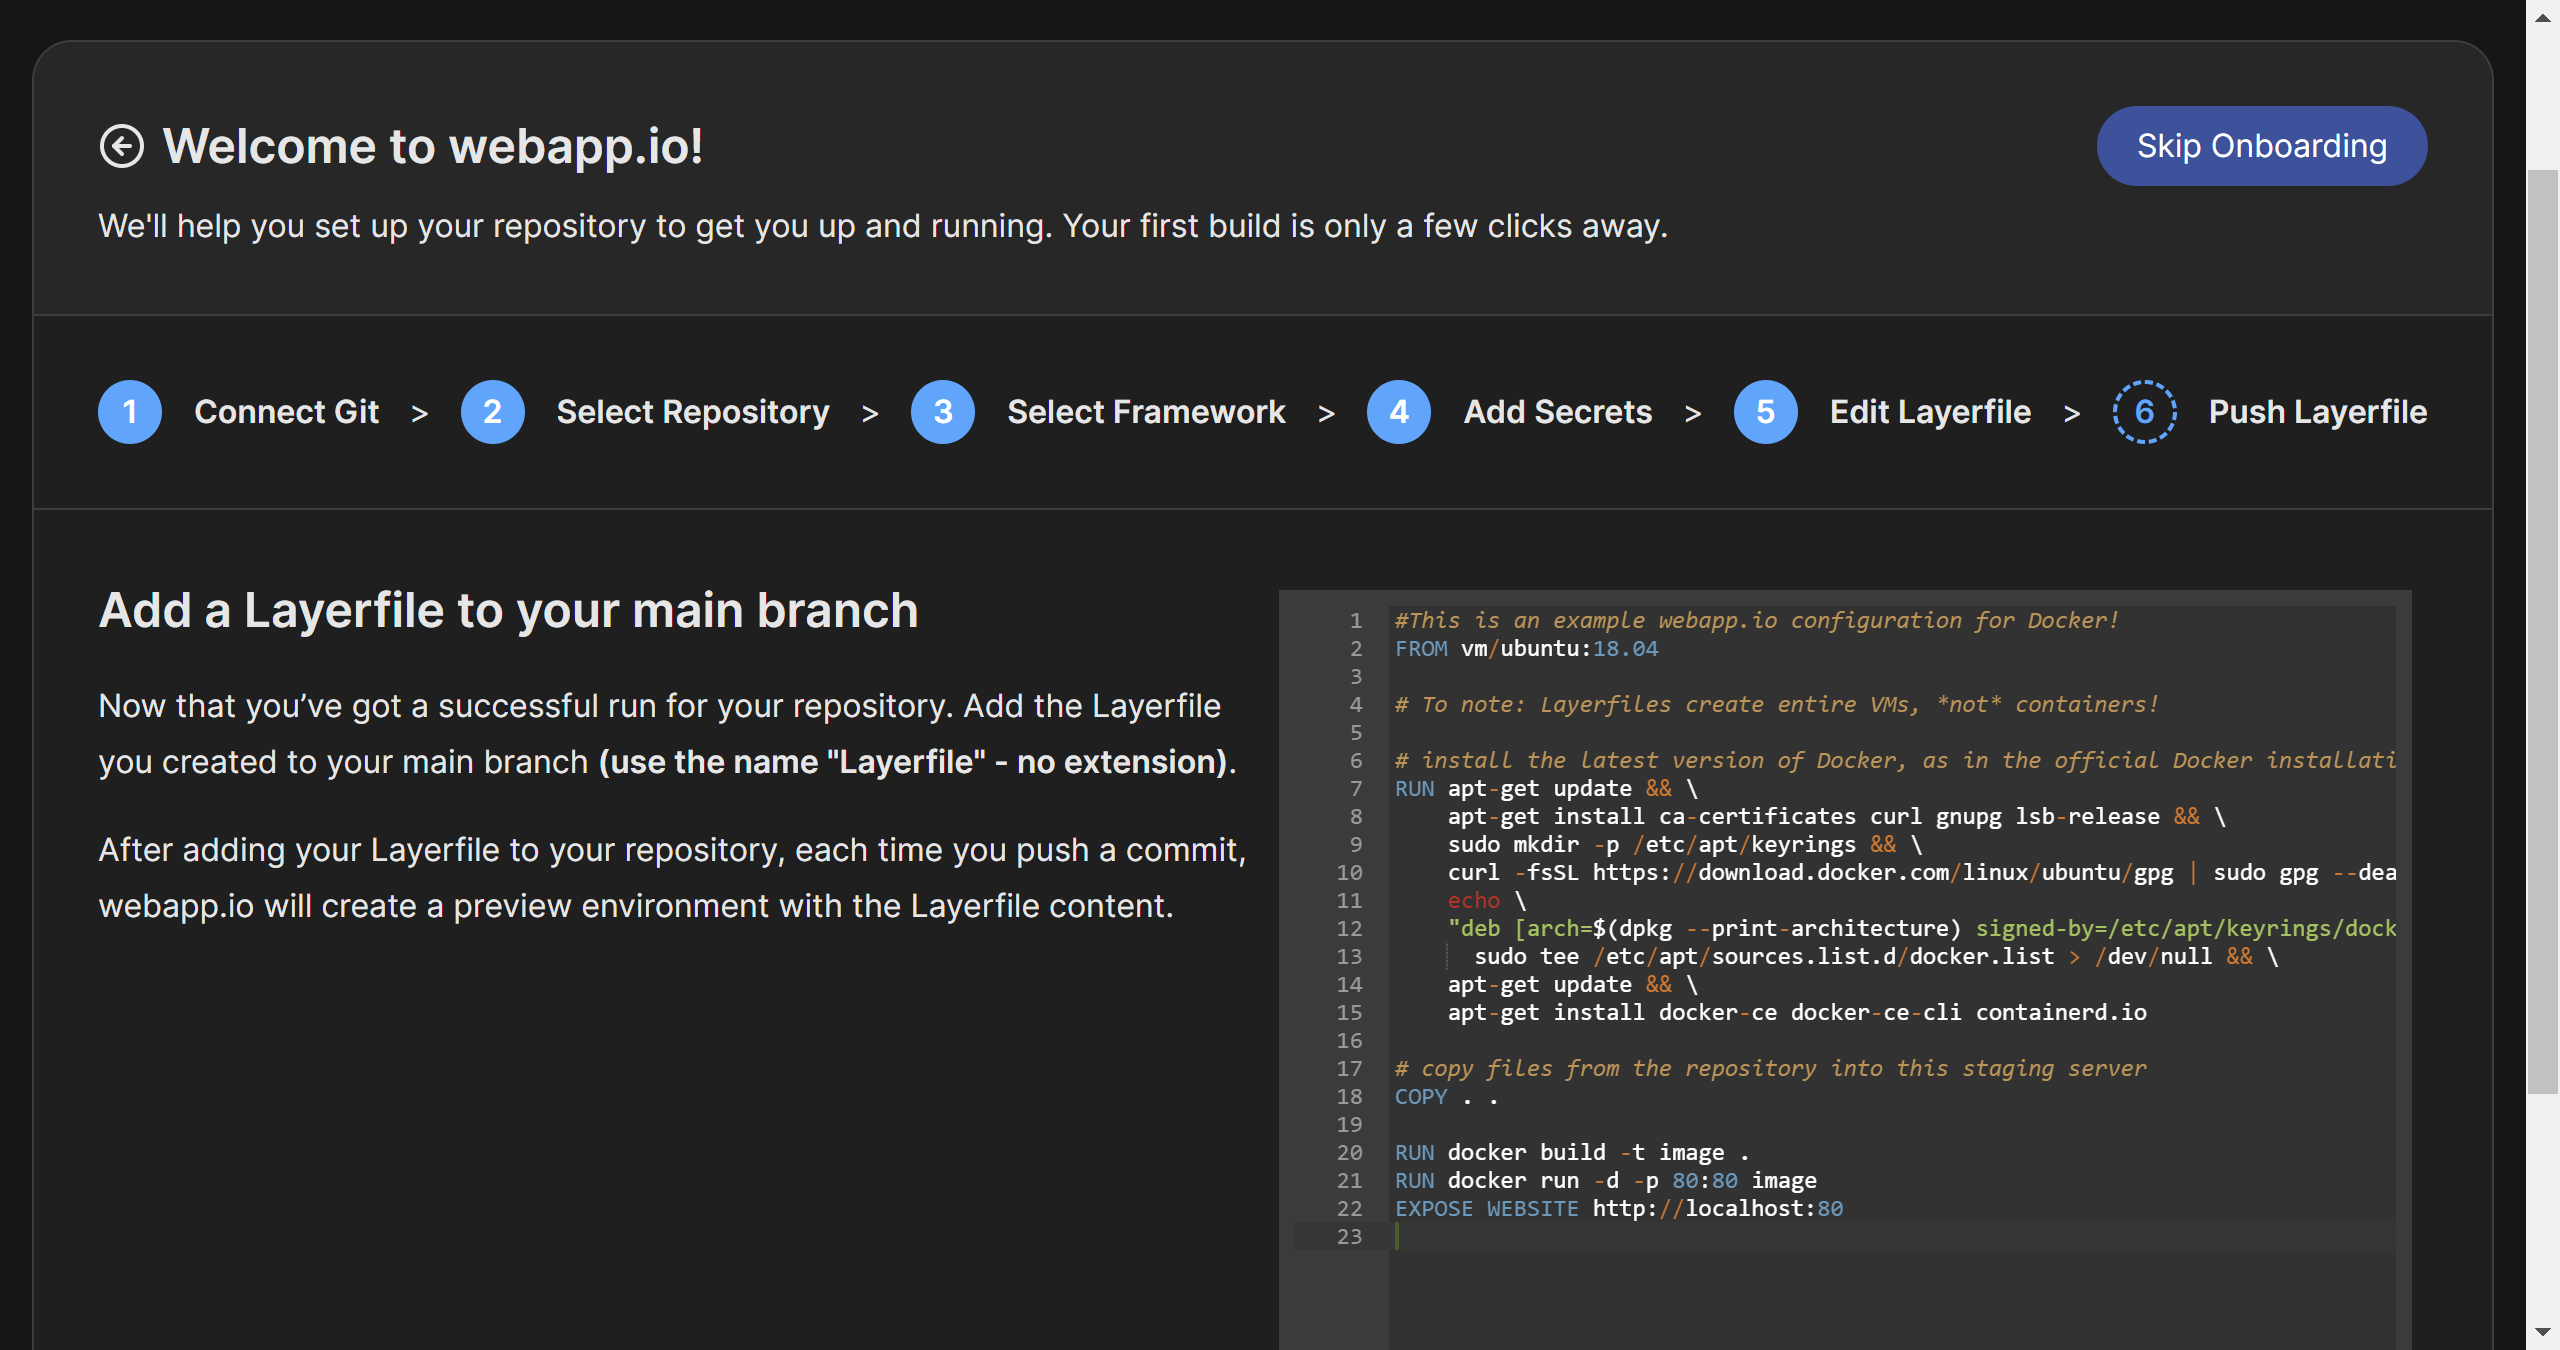 Welcome to webapp.io!
Skip Onboarding
We'll help you set up your repository to get you up and running. Your first build is only a few clicks away.
1 Connect Git > 2 Select Repository > 3 Select Framework > 4 Add Secrets > 5 Edit Layerfile > 6 Push Layerfile
Add a Layerfile to your main branch
Now that you’ve got a successful run for your repository. Add the Layerfile
you created to your main branch (use the name "Layerfile" - no extension).
After adding your Layerfile to your repository, each time you push a commit,
webapp.io will create a preview environment with the Layerfile content.
1 #This is an example webapp.io configuration for Docker!
2 FROM vm/ubuntu:18.04
3
4 # To note: Layerfiles create entire VMs, *not* containers!
5
6 # install the latest version of Docker, as in the official Docker installati
7 RUN apt-get update && \
8 apt-get install ca-certificates curl gnupg lsb-release && \
9 sudo mkdir -p /etc/apt/keyrings && \
10 curl -fsSL https://download.docker.com/linux/ubuntu/gpg | sudo gpg --dea
11 echo \
12 "deb [arch=$(dpkg --print-architecture) signed-by=/etc/apt/keyrings/dock
13 sudo tee /etc/apt/sources.list.d/docker.list > /dev/null && \
14 apt-get update && \
15 apt-get install docker-ce docker-ce-cli containerd.io
16
17 # copy files from the repository into this staging server
18 COPY . .
19
20 RUN docker build -t image .
21 RUN docker run -d -p 80:80 image
22 EXPOSE WEBSITE http://localhost:80
23